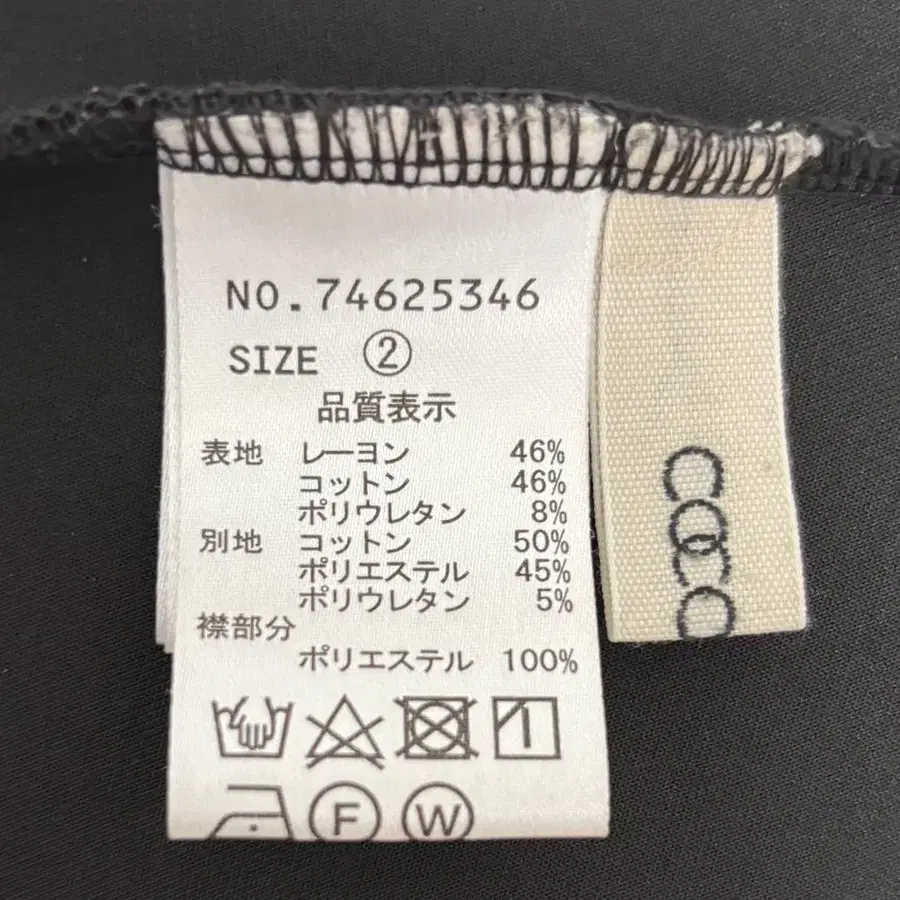 NO.74625346
SIZE ②
品質表示
表地 レーヨン 46%
コットン 46%
ポリウレタン 8%
別地 コットン 50%
ポリエステル 45%
ポリウレタン 5%
襟部分
ポリエステル 100%
F W
COCO